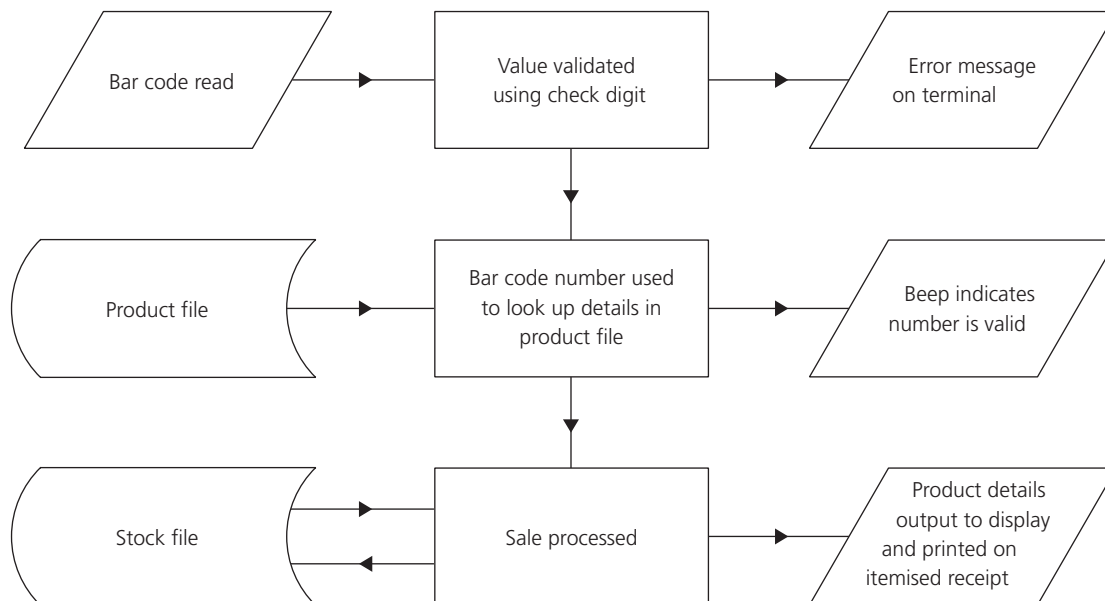 Bar code read
Value validated
using check digit
Error message
on terminal
Product file
Bar code number used
to look up details in
product file
Beep indicates
number is valid
Stock file
Sale processed
Product details
output to display
and printed on
itemised receipt